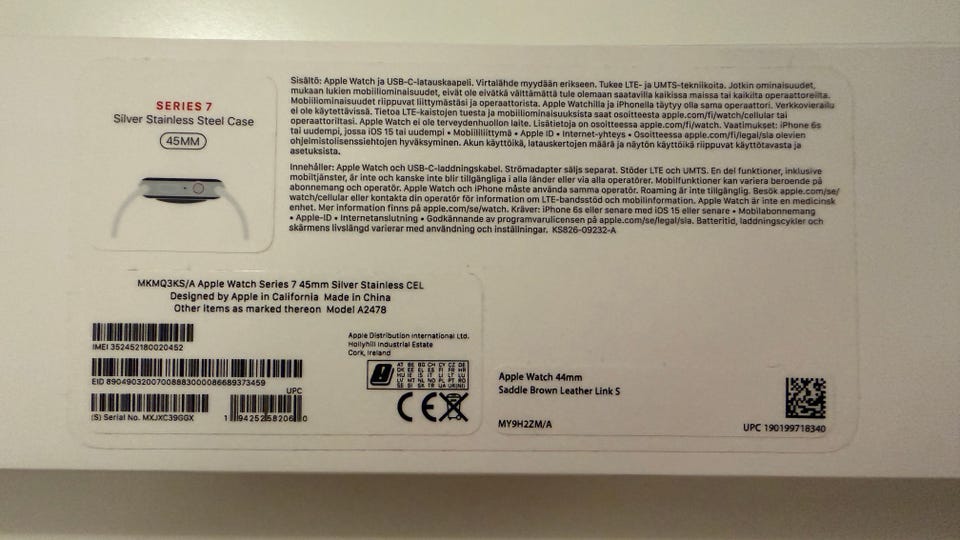 SERIES 7
Silver Stainless Steel Case
45MM
Sisältö: Apple Watch ja USB-C-latauskaapeli. Virtalähde myydään erikseen. Tukee LTE- ja UMTS-tekniikoita. Jotkin ominaisuudet,
mukaan lukien mobiiliominaisuudet, eivät ole eivätkä välttämättä tule olemaan saatavilla kaikissa maissa tai kaikilta operaattoreilta.
Mobiiliominaisuudet riippuvat liittymästäsi ja operaattorista. Apple Watchilla ja iPhonella täytyy olla sama operaattori. Verkkovierailu
ei ole käytettävissä. Tietoa LTE-kaistojen tuesta ja mobiiliominaisuuksista saat osoitteesta apple.com/fi/watch/cellular tai
operaattoriltasi. Apple Watch ei ole terveydenhuollon laite. Lisätietoja on osoitteessa apple.com/fi/watch. Vaatimukset: iPhone 6s
tai uudempi, jossa iOS 15 tai uudempi • Mobiililiittymä • Apple ID • Internet-yhteys • Osoitteessa apple.com/fi/legal/sla olevien
ohjelmistolisenssiehtojen hyväksyminen. Akun käyttöikä, latauskertojen määrä ja näytön käyttöikä riippuvat käyttötavasta ja
asetuksista.
Innehåller: Apple Watch och USB-C-laddningskabel. Strömadapter säljs separat. Stöder LTE och UMTS. En del funktioner, inklusive
mobiltjänster, är inte och kanske inte blir tillgängliga i alla länder eller via alla operatörer. Mobilfunktioner kan variera beroende på
abonnemang och operatör. Apple Watch och iPhone måste använda samma operatör. Roaming är inte tillgänglig. Besök apple.com/se/
watch/cellular eller kontakta din operatör för information om LTE-bandsstöd och mobilinformation. Apple Watch är inte en medicinsk
enhet. Mer information finns på apple.com/se/watch. Kräver: iPhone 6s eller senare med iOS 15 eller senare • Mobilabonnemang
• Apple-ID • Internetanslutning • Godkännande av programvarulicensen på apple.com/se/legal/sla. Batteritid, laddningscykler och
skärmens livslängd varierar med användning och inställningar. KS826-09232-A
MKMQ3KS/A Apple Watch Series 7 45mm Silver Stainless CEL
Designed by Apple in California Made in China
Other items as marked thereon Model A2478
IMEI 352452180020452
EID 89049032007008883000086689373459
UPC
(S) Serial No. MXJXC39GGX
1 94252 58206 0
Apple Distribution International Ltd.
Hollyhill Industrial Estate
Cork, Ireland
CE
Apple Watch 44mm
Saddle Brown Leather Link S
MY9H2ZM/A
UPC 190199718340